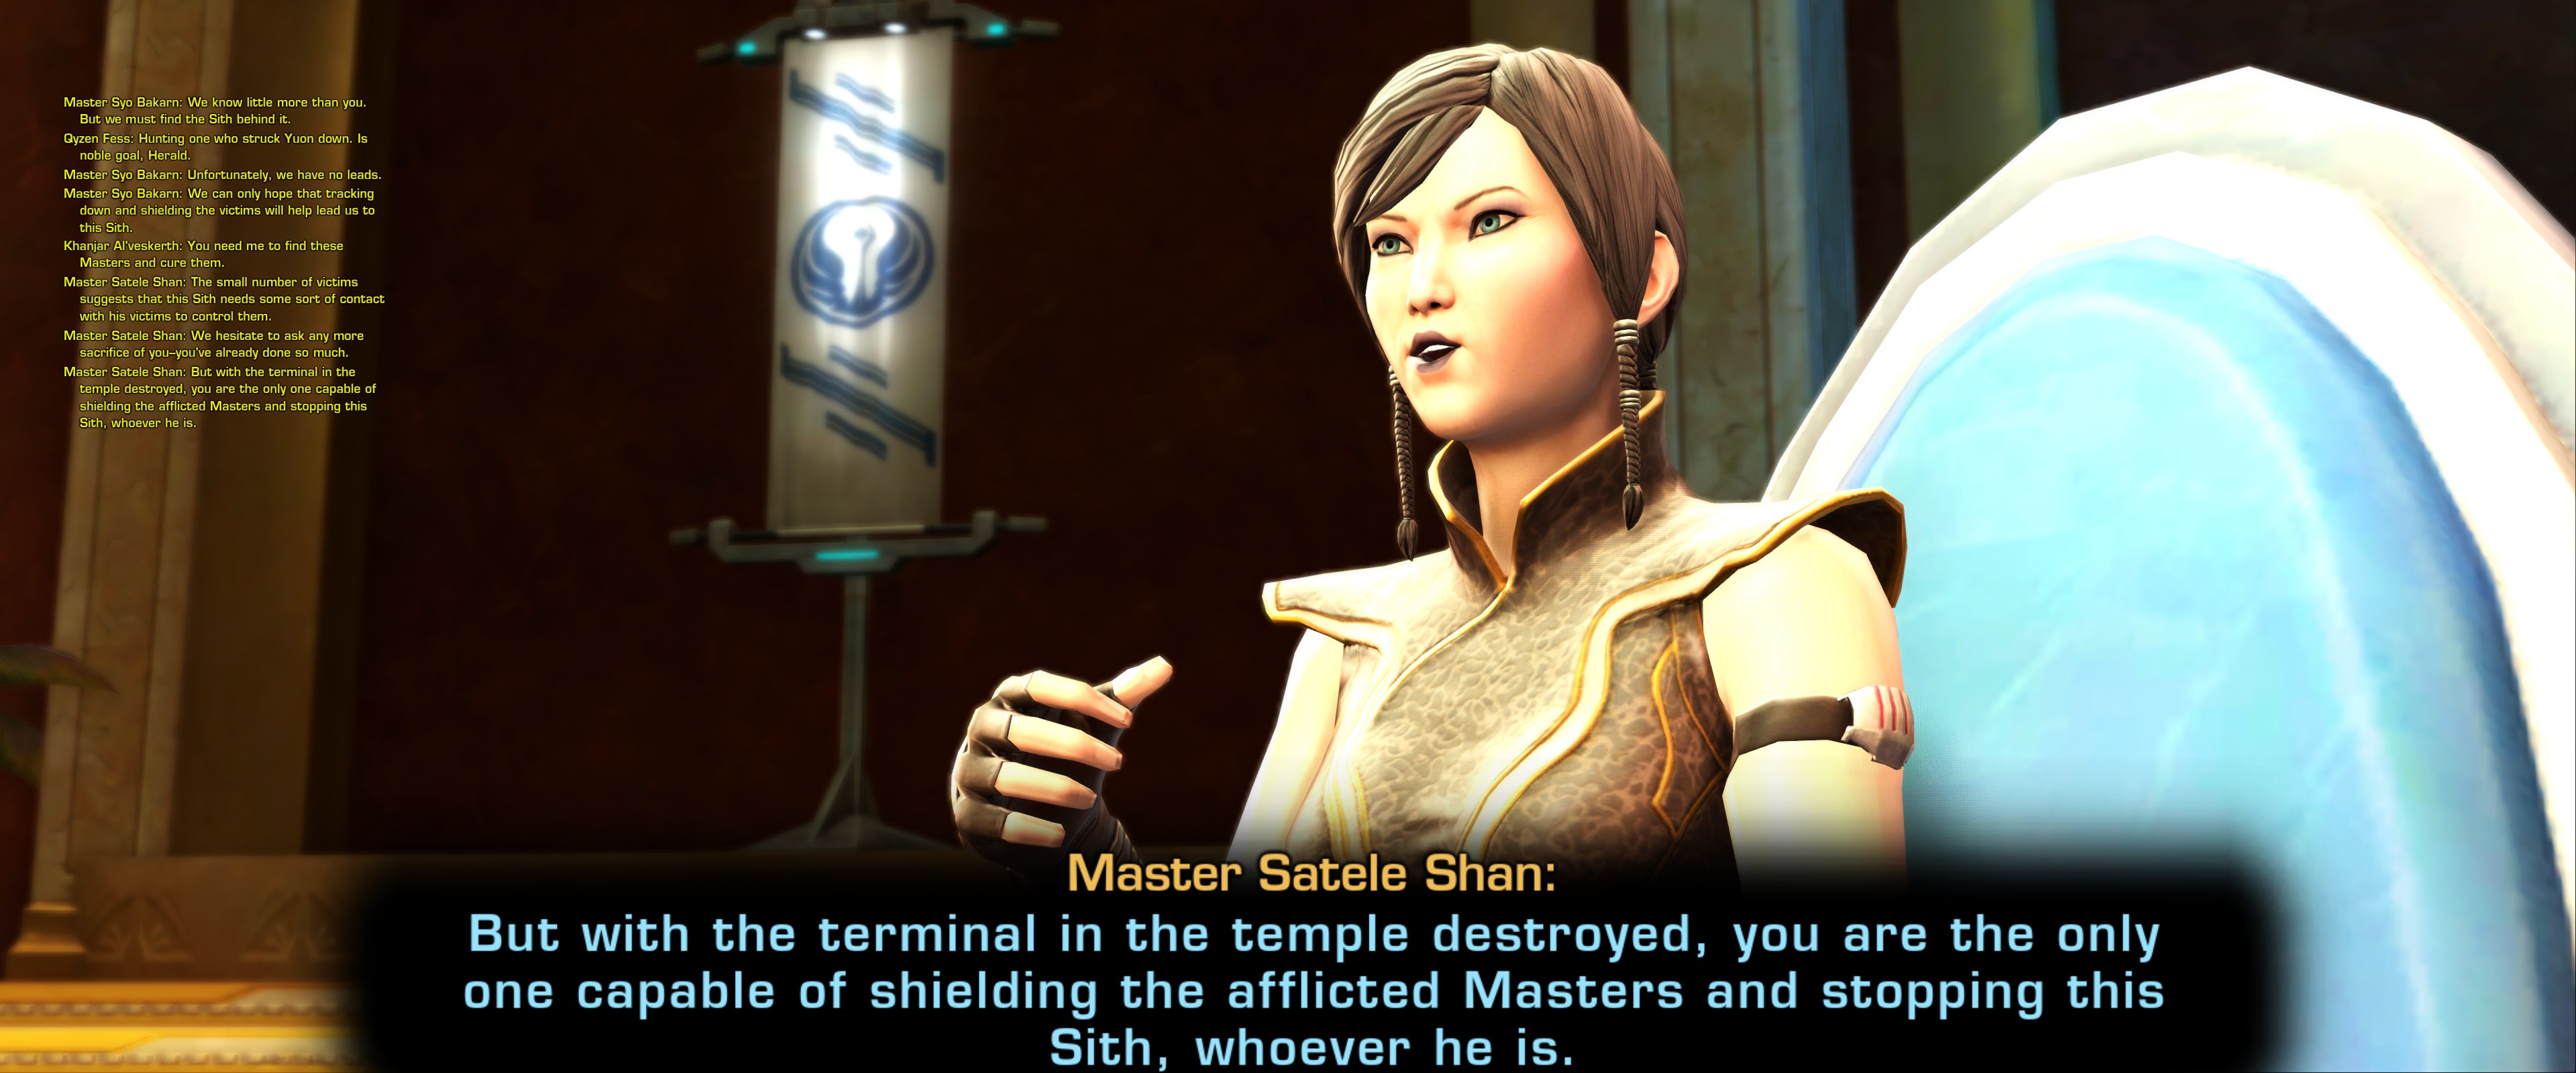 Master Syo Bakarn: We know little more than you.
But we must find the Sith behind it.
Qyzen Fess: Hunting one who struck Yuon down. Is
noble goal, Herald.
Master Syo Bakarn: Unfortunately, we have no leads.
Master Syo Bakarn: We can only hope that tracking
down and shielding the victims will help lead us to
this Sith.
Khanjar Al'veskerth: You need me to find these
Masters and cure them.
Master Satele Shan: The small number of victims
suggests that this Sith needs some sort of contact
with his victims to control them.
Master Satele Shan: We hesitate to ask any more
sacrifice of you–you've already done so much.
Master Satele Shan: But with the terminal in the
temple destroyed, you are the only one capable of
shielding the afflicted Masters and stopping this
Sith, whoever he is.
Master Satele Shan:
But with the terminal in the temple destroyed, you are the only
one capable of shielding the afflicted Masters and stopping this
Sith, whoever he is.